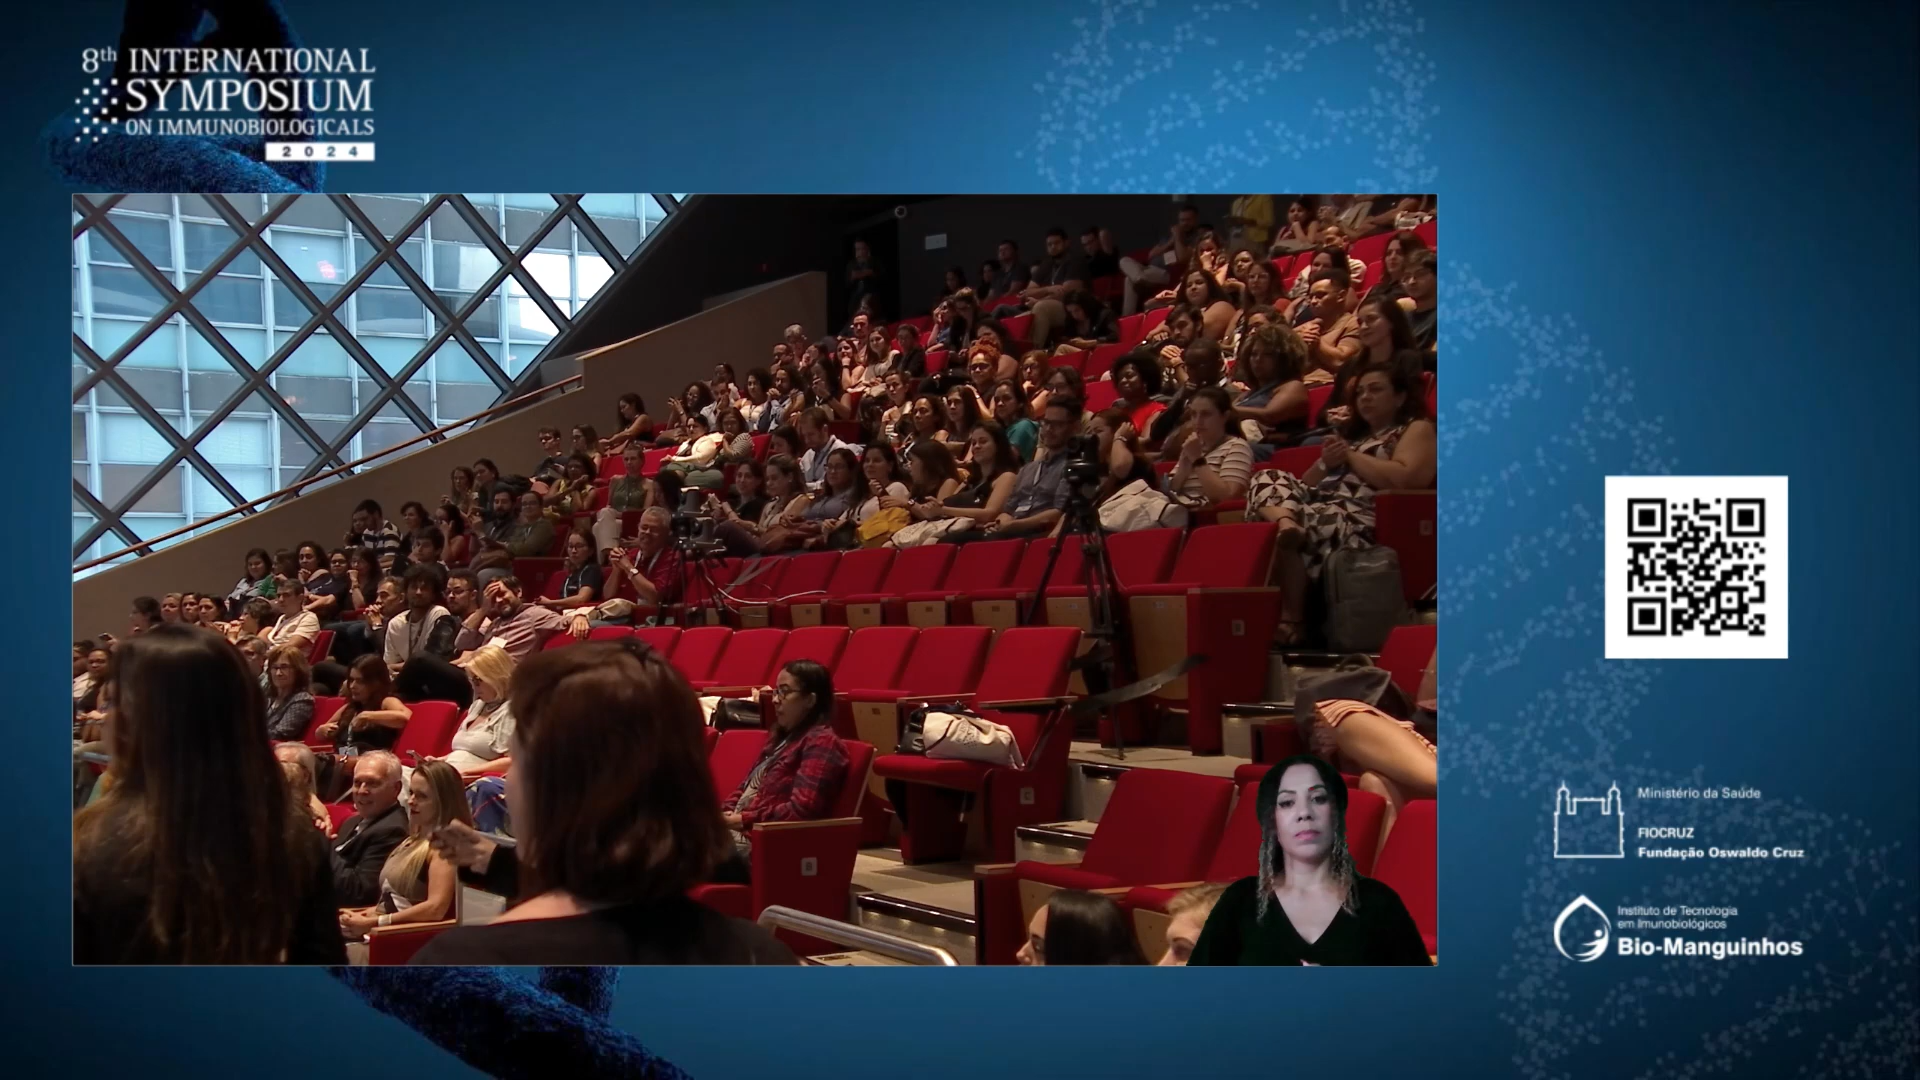 8th INTERNATIONAL
SYMPOSIUM
ON IMMUNOBIOLOGICALS
2024
Ministério da Saúde
FIOCRUZ
Fundação Oswaldo Cruz
Instituto de Tecnologia
em Imunobiológicos
Bio-Manguinhos